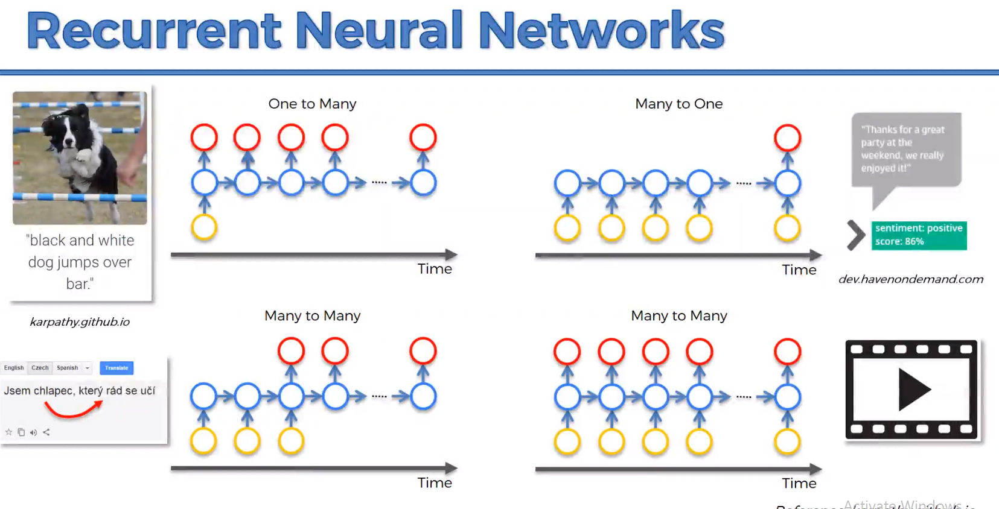 Recurrent Neural Networks
One to Many
Many to One
"Thanks for a great
party at the
weekend, we really
enjoyed it!"
sentiment: positive
score: 86%
"black and white
dog jumps over
bar."
Time
Time
dev.havenondemand.com
karpathy.github.io
Many to Many
Many to Many
English Czech Spanish Translate
Jsem chlapec, který rád se učí
Time
Time
Activate Windows